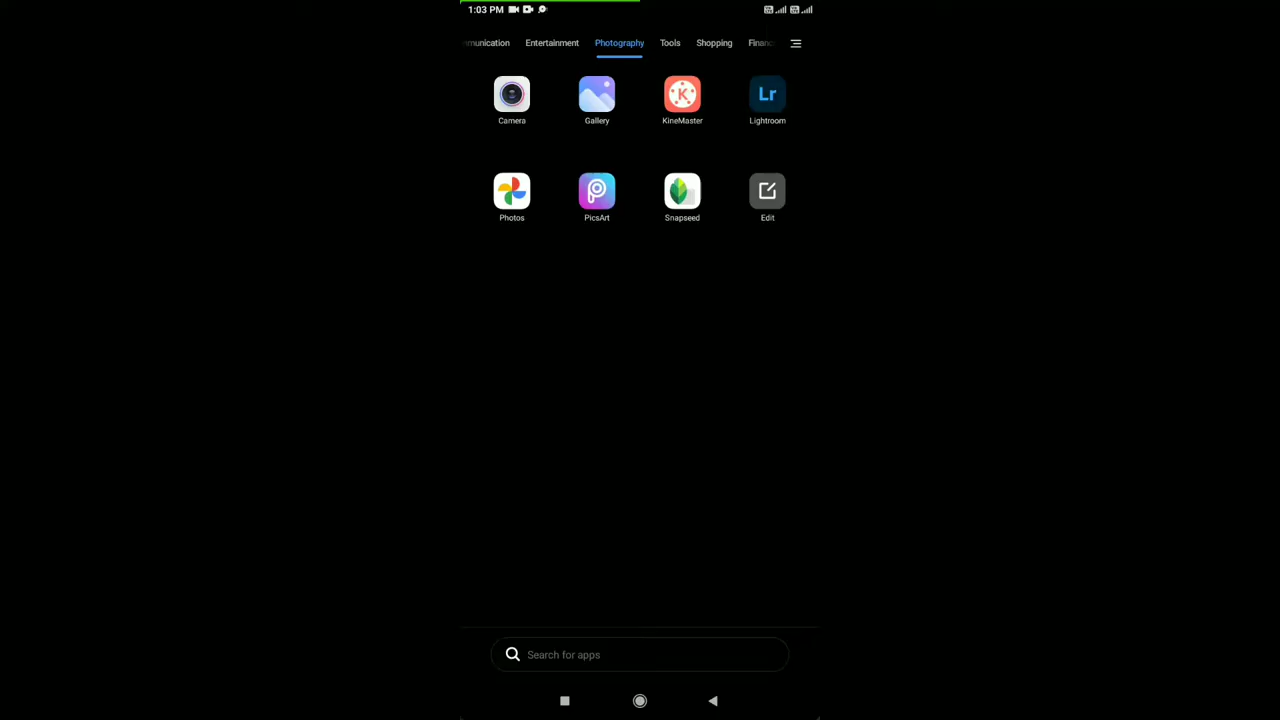 1:03 PM
Entertainment Photography Tools Shopping
Camera Gallery KineMaster Lr Lightroom
Photos PicsArt Snapseed Edit
Search for apps